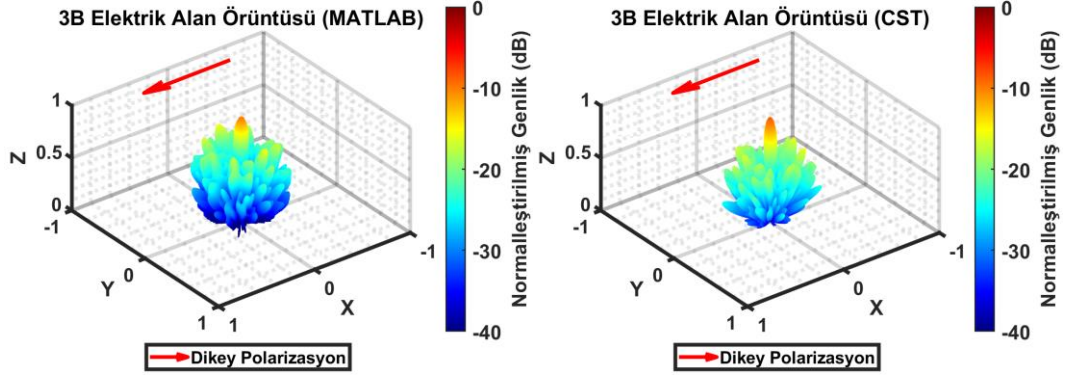 3B Elektrik Alan Örüntüsü (MATLAB)
1
0.5
0
Z
-1
0
1
Y
1
0
-1
X
0
-10
-20
-30
-40
Normalleştirilmiş Genlik (dB)
Dikey Polarizasyon
3B Elektrik Alan Örüntüsü (CST)
1
0.5
0
Z
-1
0
1
Y
1
0
-1
X
0
-10
-20
-30
-40
Normalleştirilmiş Genlik (dB)
Dikey Polarizasyon